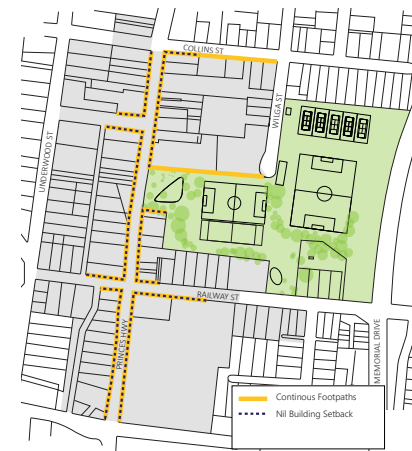 COLLINS ST
WILGA ST
UNDERWOOD ST
RAILWAY ST
PRINCES HWY
MEMORIAL DRIVE
Continous Footpaths
Nil Building Setback